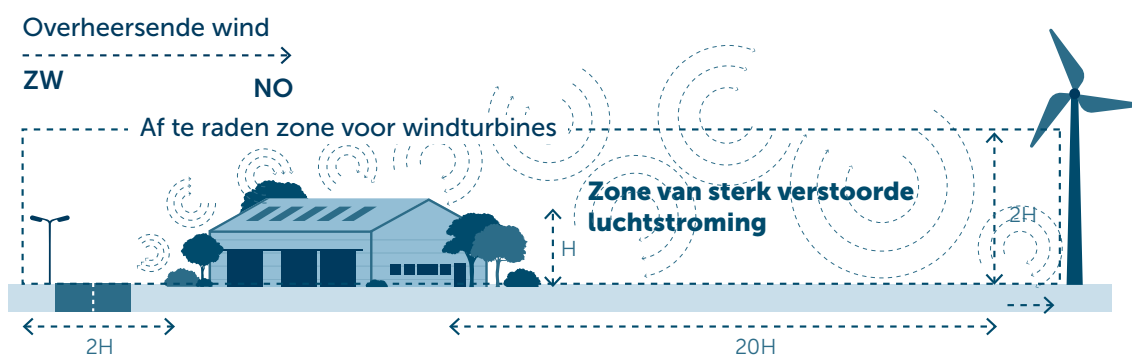 Overheersende wind
ZW
NO
Af te raden zone voor windturbines
Zone van sterk verstoorde
luchtstroming
2H
H
2H
20H